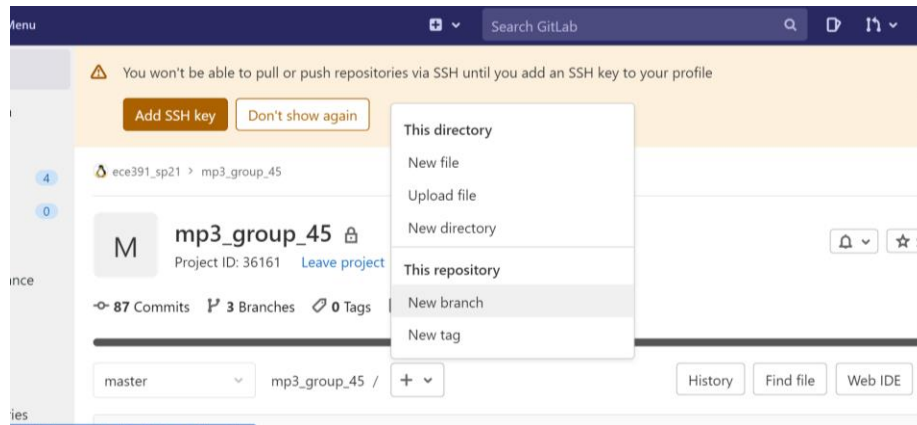 Menu
Search GitLab
You won't be able to pull or push repositories via SSH until you add an SSH key to your profile
Add SSH key
Don't show again
This directory
New file
Upload file
New directory
This repository
New branch
New tag
4
0
ece391_sp21 > mp3_group_45
M
mp3_group_45
Project ID: 36161 Leave project
87 Commits 3 Branches 0 Tags
master
mp3_group_45 /
+
History
Find file
Web IDE